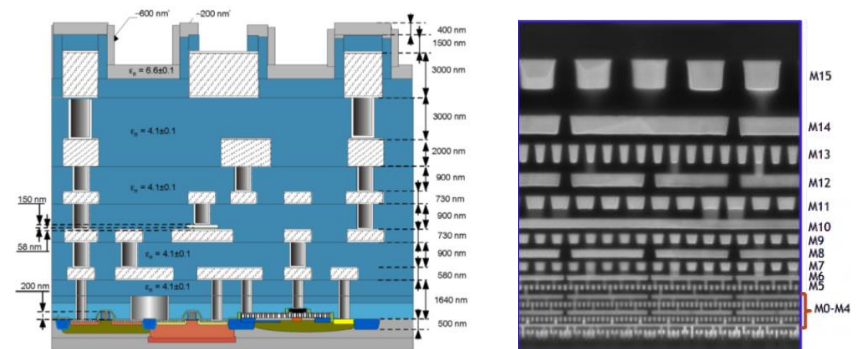 ~600 nm'
~200 nm'
400 nm
1500 nm
3000 nm
εᵣ = 6.6±0.1
3000 nm
εᵣ = 4.1±0.1
2000 nm
900 nm
εᵣ = 4.1±0.1
730 nm
150 nm
900 nm
730 nm
56 nm
εᵣ = 4.1±0.1
900 nm
580 nm
200 nm
εᵣ = 4.1±0.1
1640 nm
500 nm
M15
M14
M13
M12
M11
M10
M9
M8
M7
M6
M5
M0-M4